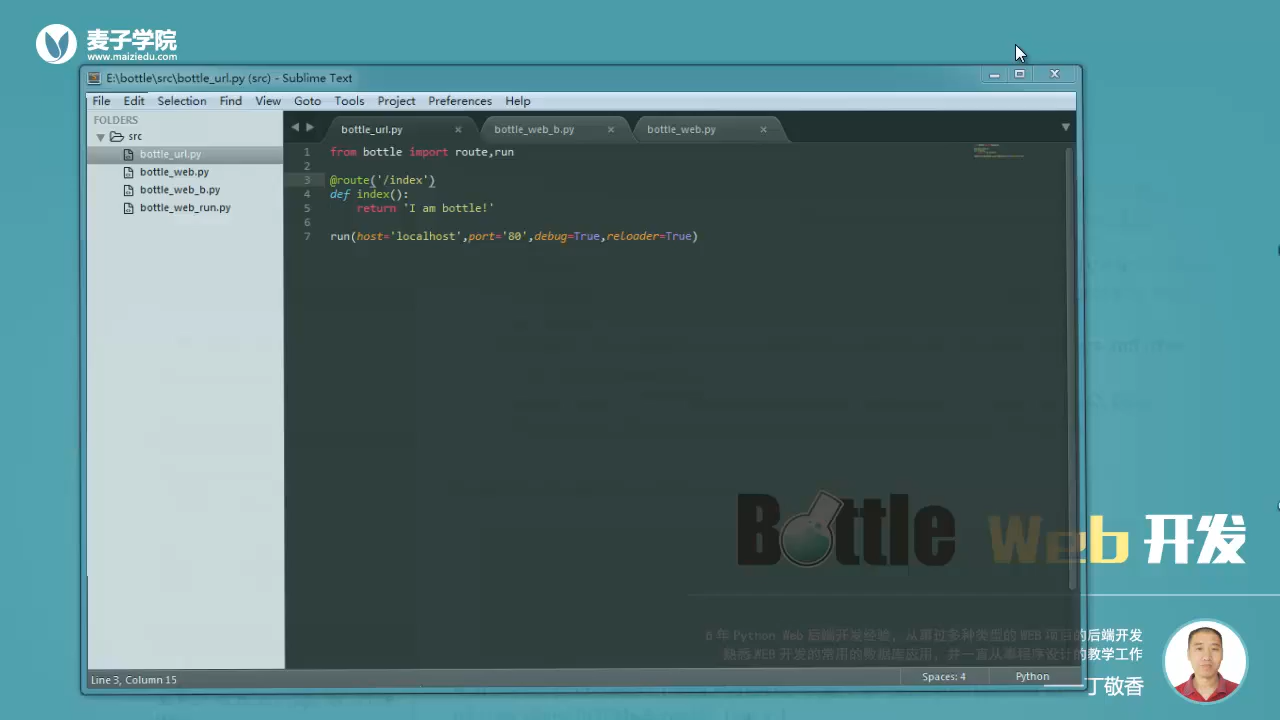 麦子学院
www.maiziedu.com
E:\bottle\src\bottle_url.py (src) - Sublime Text
File Edit Selection Find View Goto Tools Project Preferences Help
FOLDERS
src
bottle_url.py
bottle_web.py
bottle_web_b.py
bottle_web_run.py
bottle_url.py × bottle_web_b.py × bottle_web.py ×
1 from bottle import route,run
2
3 @route('/index')
4 def index():
5 return 'I am bottle!'
6
7 run(host='localhost',port='80',debug=True,reloader=True)
Bottle Web 开发
6 年 Python Web 后端开发经验，从事过多种类型的 WEB 项目的后端开发
熟悉 WEB 开发的常用的数据库应用，并一直从事程序设计的教学工作
丁敬香
Line 3, Column 15
Spaces: 4
Python